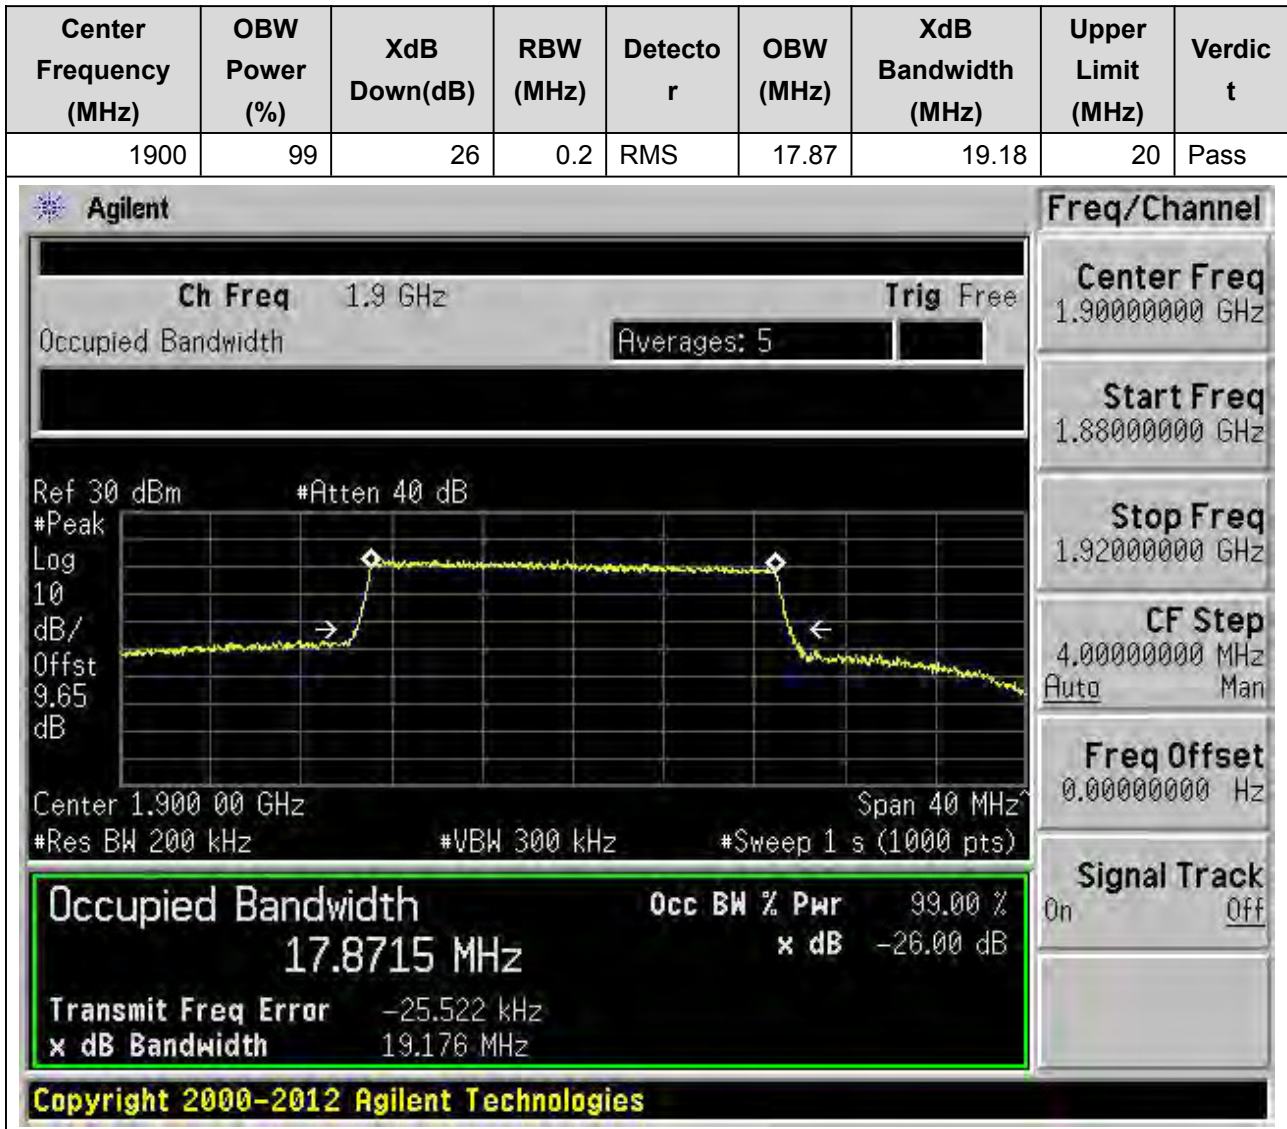 Center Frequency (MHz) OBW Power (%) XdB Down(dB) RBW (MHz) Detecto r OBW (MHz) XdB Bandwidth (MHz) Upper Limit (MHz) Verdic t
1900 99 26 0.2 RMS 17.87 19.18 20 Pass
Agilent
Freq/Channel
Ch Freq 1.9 GHz Trig Free
Occupied Bandwidth Averages: 5
Center Freq
1.90000000 GHz
Start Freq
1.88000000 GHz
Stop Freq
1.92000000 GHz
CF Step
4.00000000 MHz
Auto Man
Freq Offset
0.00000000 Hz
Signal Track
On Off
Ref 30 dBm #Atten 40 dB
#Peak
Log
10
dB/
Offst
9.65
dB
Center 1.900 00 GHz Span 40 MHz^
#Res BW 200 kHz #VBW 300 kHz #Sweep 1 s (1000 pts)
Occupied Bandwidth Occ BW % Pwr 99.00 %
17.8715 MHz x dB -26.00 dB
Transmit Freq Error -25.522 kHz
x dB Bandwidth 19.176 MHz
Copyright 2000-2012 Agilent Technologies